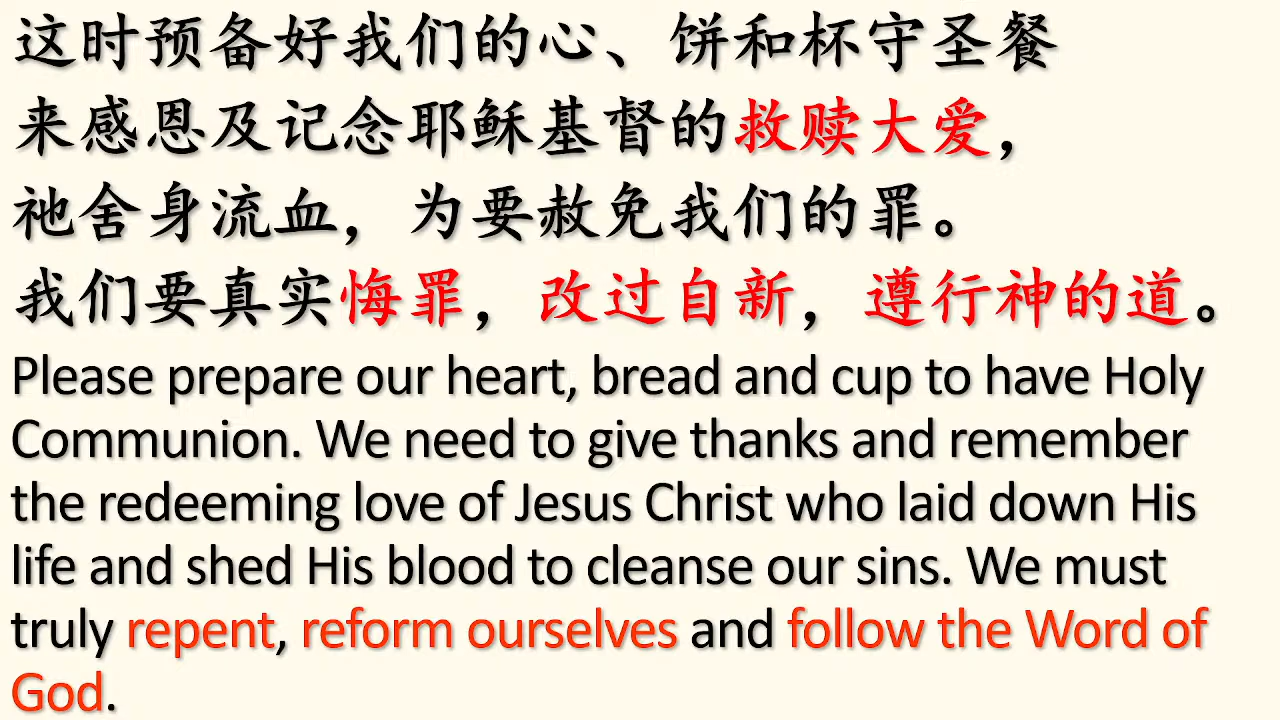 这时预备好我们的心、饼和杯守圣餐
来感恩及记念耶稣基督的救赎大爱，
祂舍身流血，为要赦免我们的罪。
我们要真实悔罪，改过自新，遵行神的道。
Please prepare our heart, bread and cup to have Holy
Communion. We need to give thanks and remember
the redeeming love of Jesus Christ who laid down His
life and shed His blood to cleanse our sins. We must
truly repent, reform ourselves and follow the Word of
God.